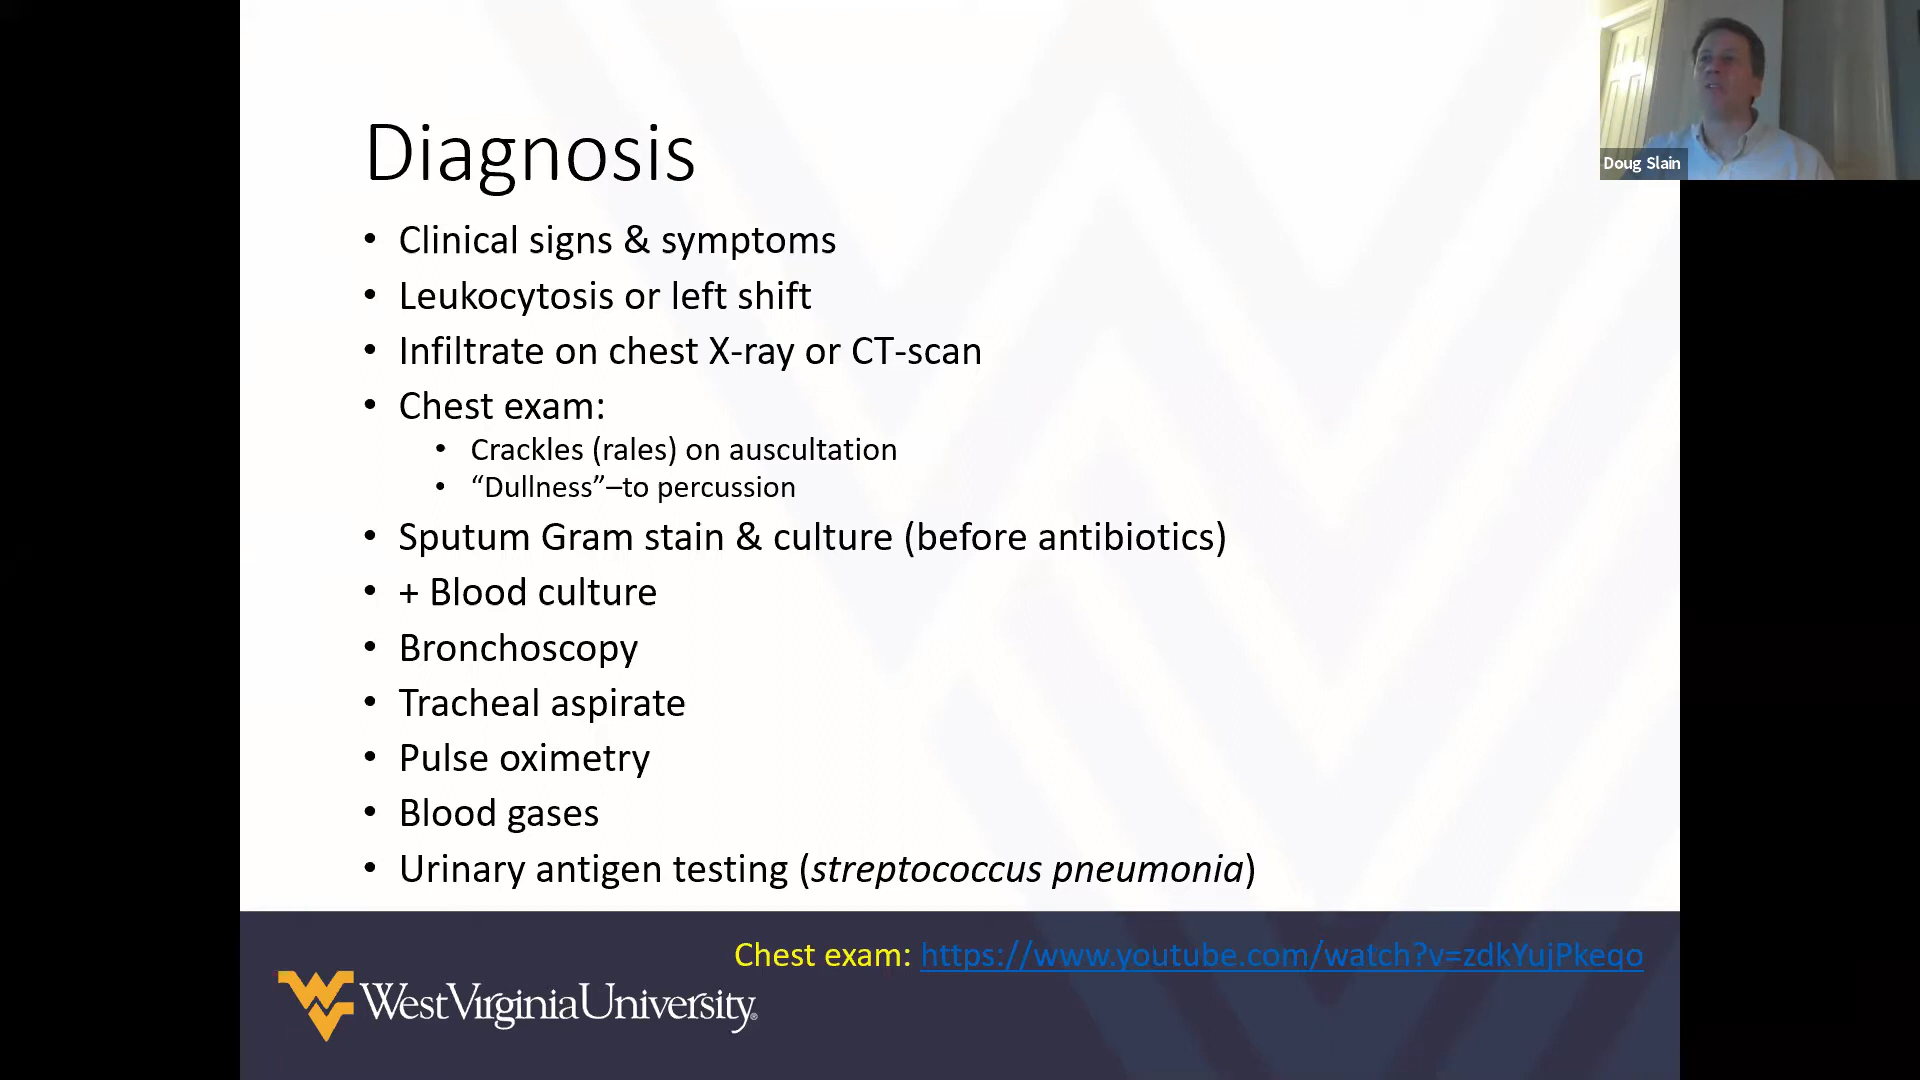 Doug Slain
Diagnosis
• Clinical signs & symptoms
• Leukocytosis or left shift
• Infiltrate on chest X-ray or CT-scan
• Chest exam:
• Crackles (rales) on auscultation
• “Dullness”–to percussion
• Sputum Gram stain & culture (before antibiotics)
• + Blood culture
• Bronchoscopy
• Tracheal aspirate
• Pulse oximetry
• Blood gases
• Urinary antigen testing (streptococcus pneumonia)
Chest exam: https://www.youtube.com/watch?v=zdkYujPkeqo
WestVirginiaUniversity®